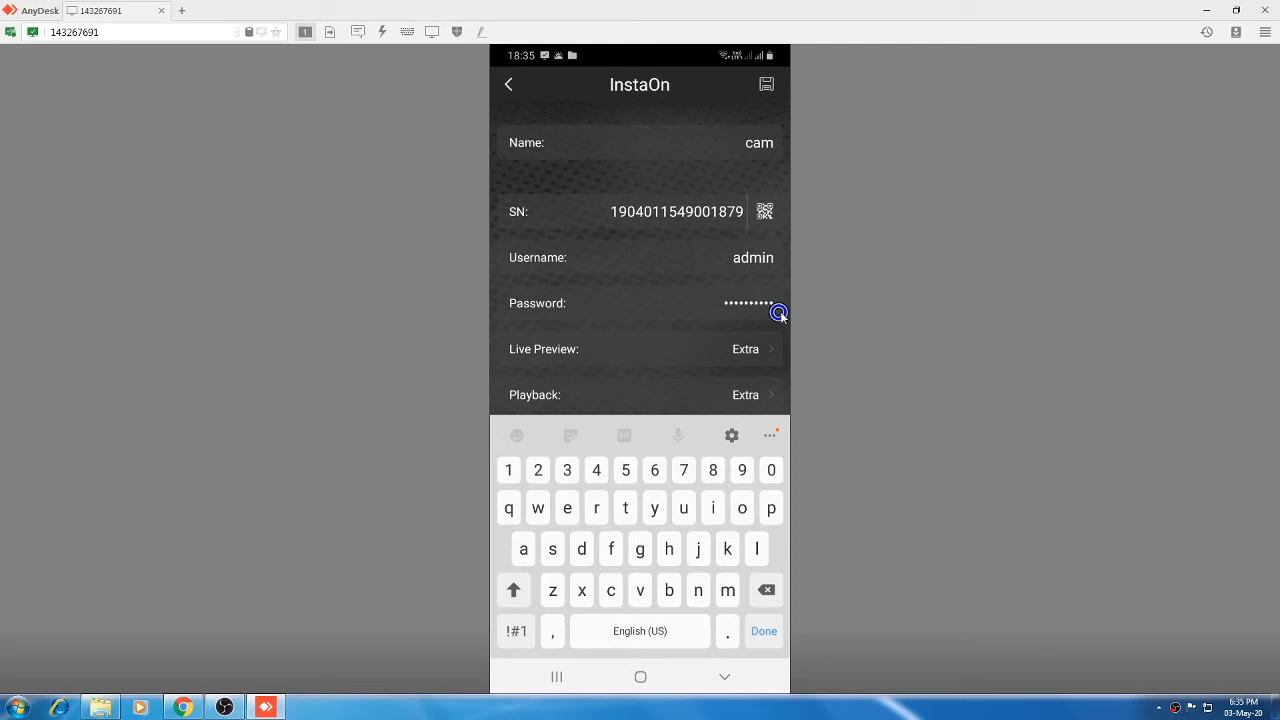 AnyDesk 143267691
143267691 1
18:35
InstaOn
Name: cam
SN: 1904011549001879
Username: admin
Password: ••••••••••
Live Preview: Extra
Playback: Extra
1 2 3 4 5 6 7 8 9 0
q w e r t y u i o p
a s d f g h j k l
z x c v b n m
!#1 , English (US) . Done
6:35 PM
03-May-20